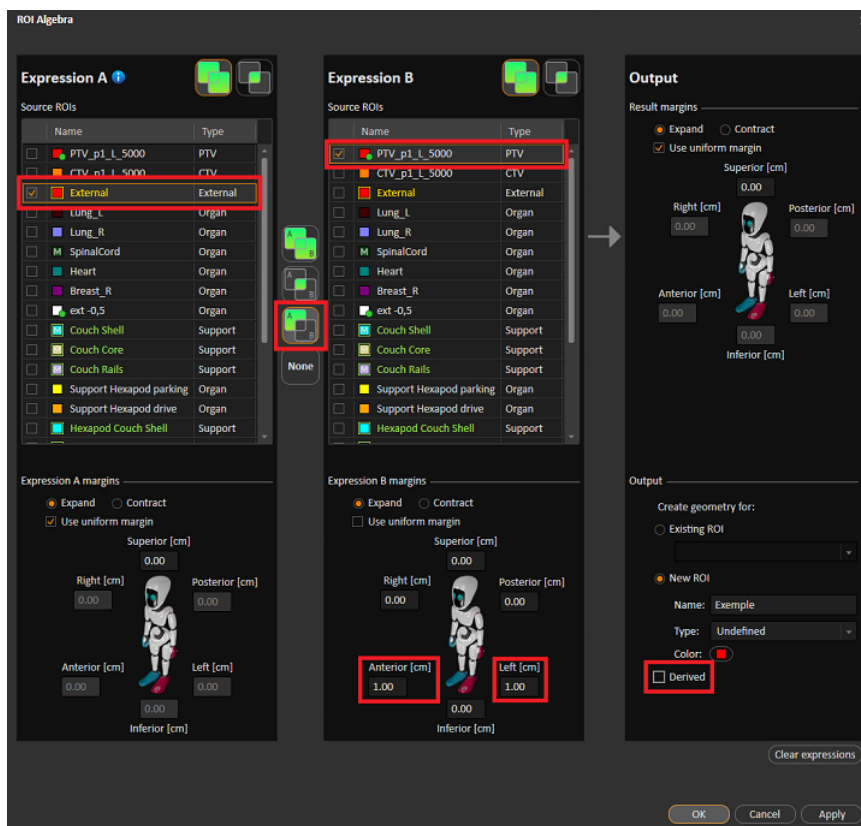 ROI Algebra
Expression A
Source ROIs
Name Type
PTV_p1_L_5000 PTV
CTV_p1_L_5000 CTV
External External
Lung_L Organ
Lung_R Organ
M SpinalCord Organ
Heart Organ
Breast_R Organ
ext -0,5 Organ
Couch Shell Support
Couch Core Support
Couch Rails Support
Support Hexapod parking Organ
Support Hexapod drive Organ
Hexapod Couch Shell Support
Expression A margins
Expand Contract
Use uniform margin
Superior [cm]
0.00
Right [cm] Posterior [cm]
0.00 0.00
Anterior [cm] Left [cm]
0.00 0.00
0.00
Inferior [cm]
A
B
A
B
A
B
None
Expression B
Source ROIs
Name Type
PTV_p1_L_5000 PTV
CTV_p1_L_5000 CTV
External External
Lung_L Organ
Lung_R Organ
M SpinalCord Organ
Heart Organ
Breast_R Organ
ext -0,5 Organ
Couch Shell Support
Couch Core Support
Couch Rails Support
Support Hexapod parking Organ
Support Hexapod drive Organ
Hexapod Couch Shell Support
Expression B margins
Expand Contract
Use uniform margin
Superior [cm]
0.00
Right [cm] Posterior [cm]
0.00 0.00
Anterior [cm] Left [cm]
1.00 1.00
0.00
Inferior [cm]
Output
Result margins
Expand Contract
Use uniform margin
Superior [cm]
0.00
Right [cm] Posterior [cm]
0.00 0.00
Anterior [cm] Left [cm]
0.00 0.00
0.00
Inferior [cm]
Output
Create geometry for:
Existing ROI
New ROI
Name: Exemple
Type: Undefined
Color:
Derived
Clear expressions
OK Cancel Apply